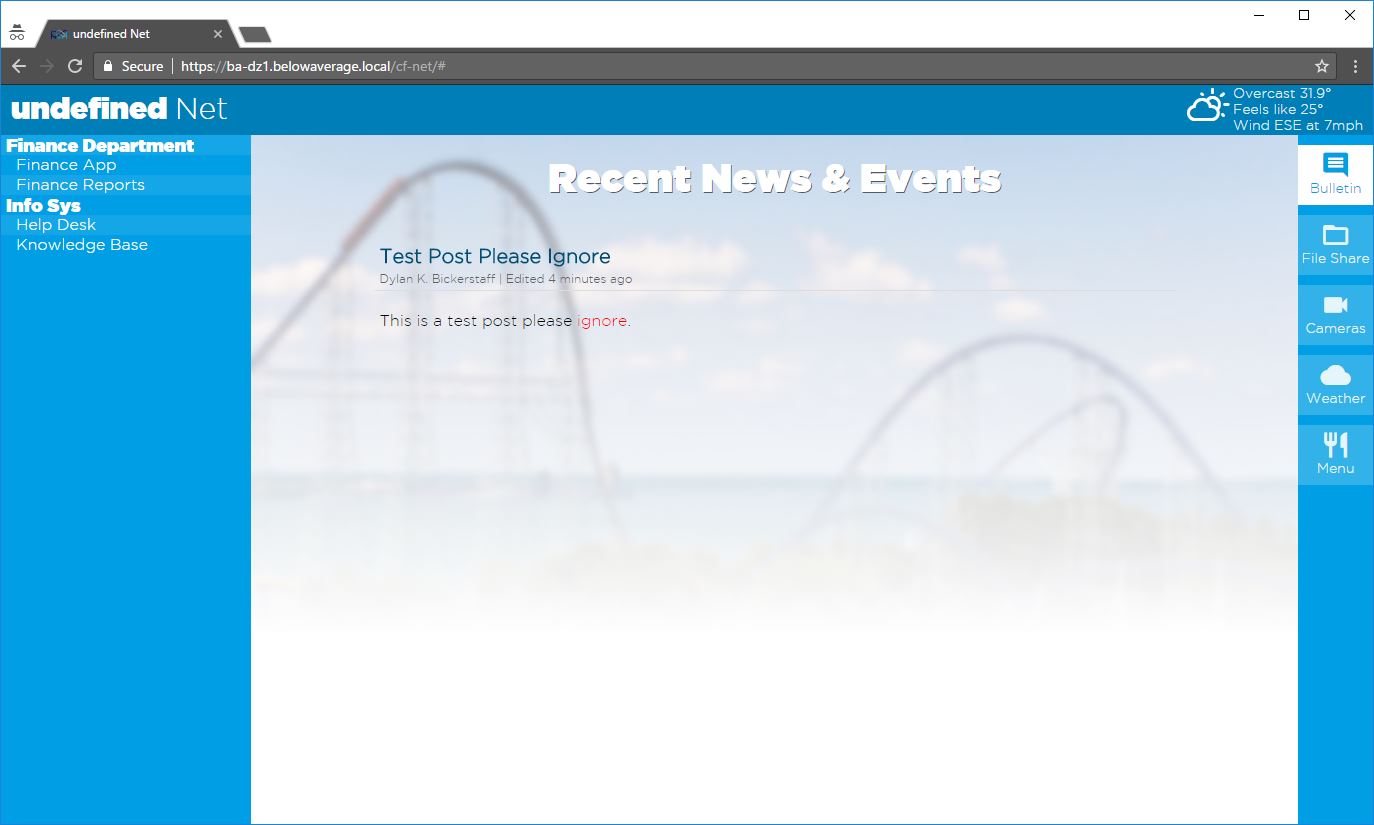 undefined Net
Secure | https://ba-dz1.belowaverage.local/cf-net/#
undefined Net
Overcast 31.9°
Feels like 25°
Wind ESE at 7mph
Finance Department
Finance App
Finance Reports
Info Sys
Help Desk
Knowledge Base
Recent News & Events
Test Post Please Ignore
Dylan K. Bickerstaff | Edited 4 minutes ago
This is a test post please ignore.
Bulletin
File Share
Cameras
Weather
Menu